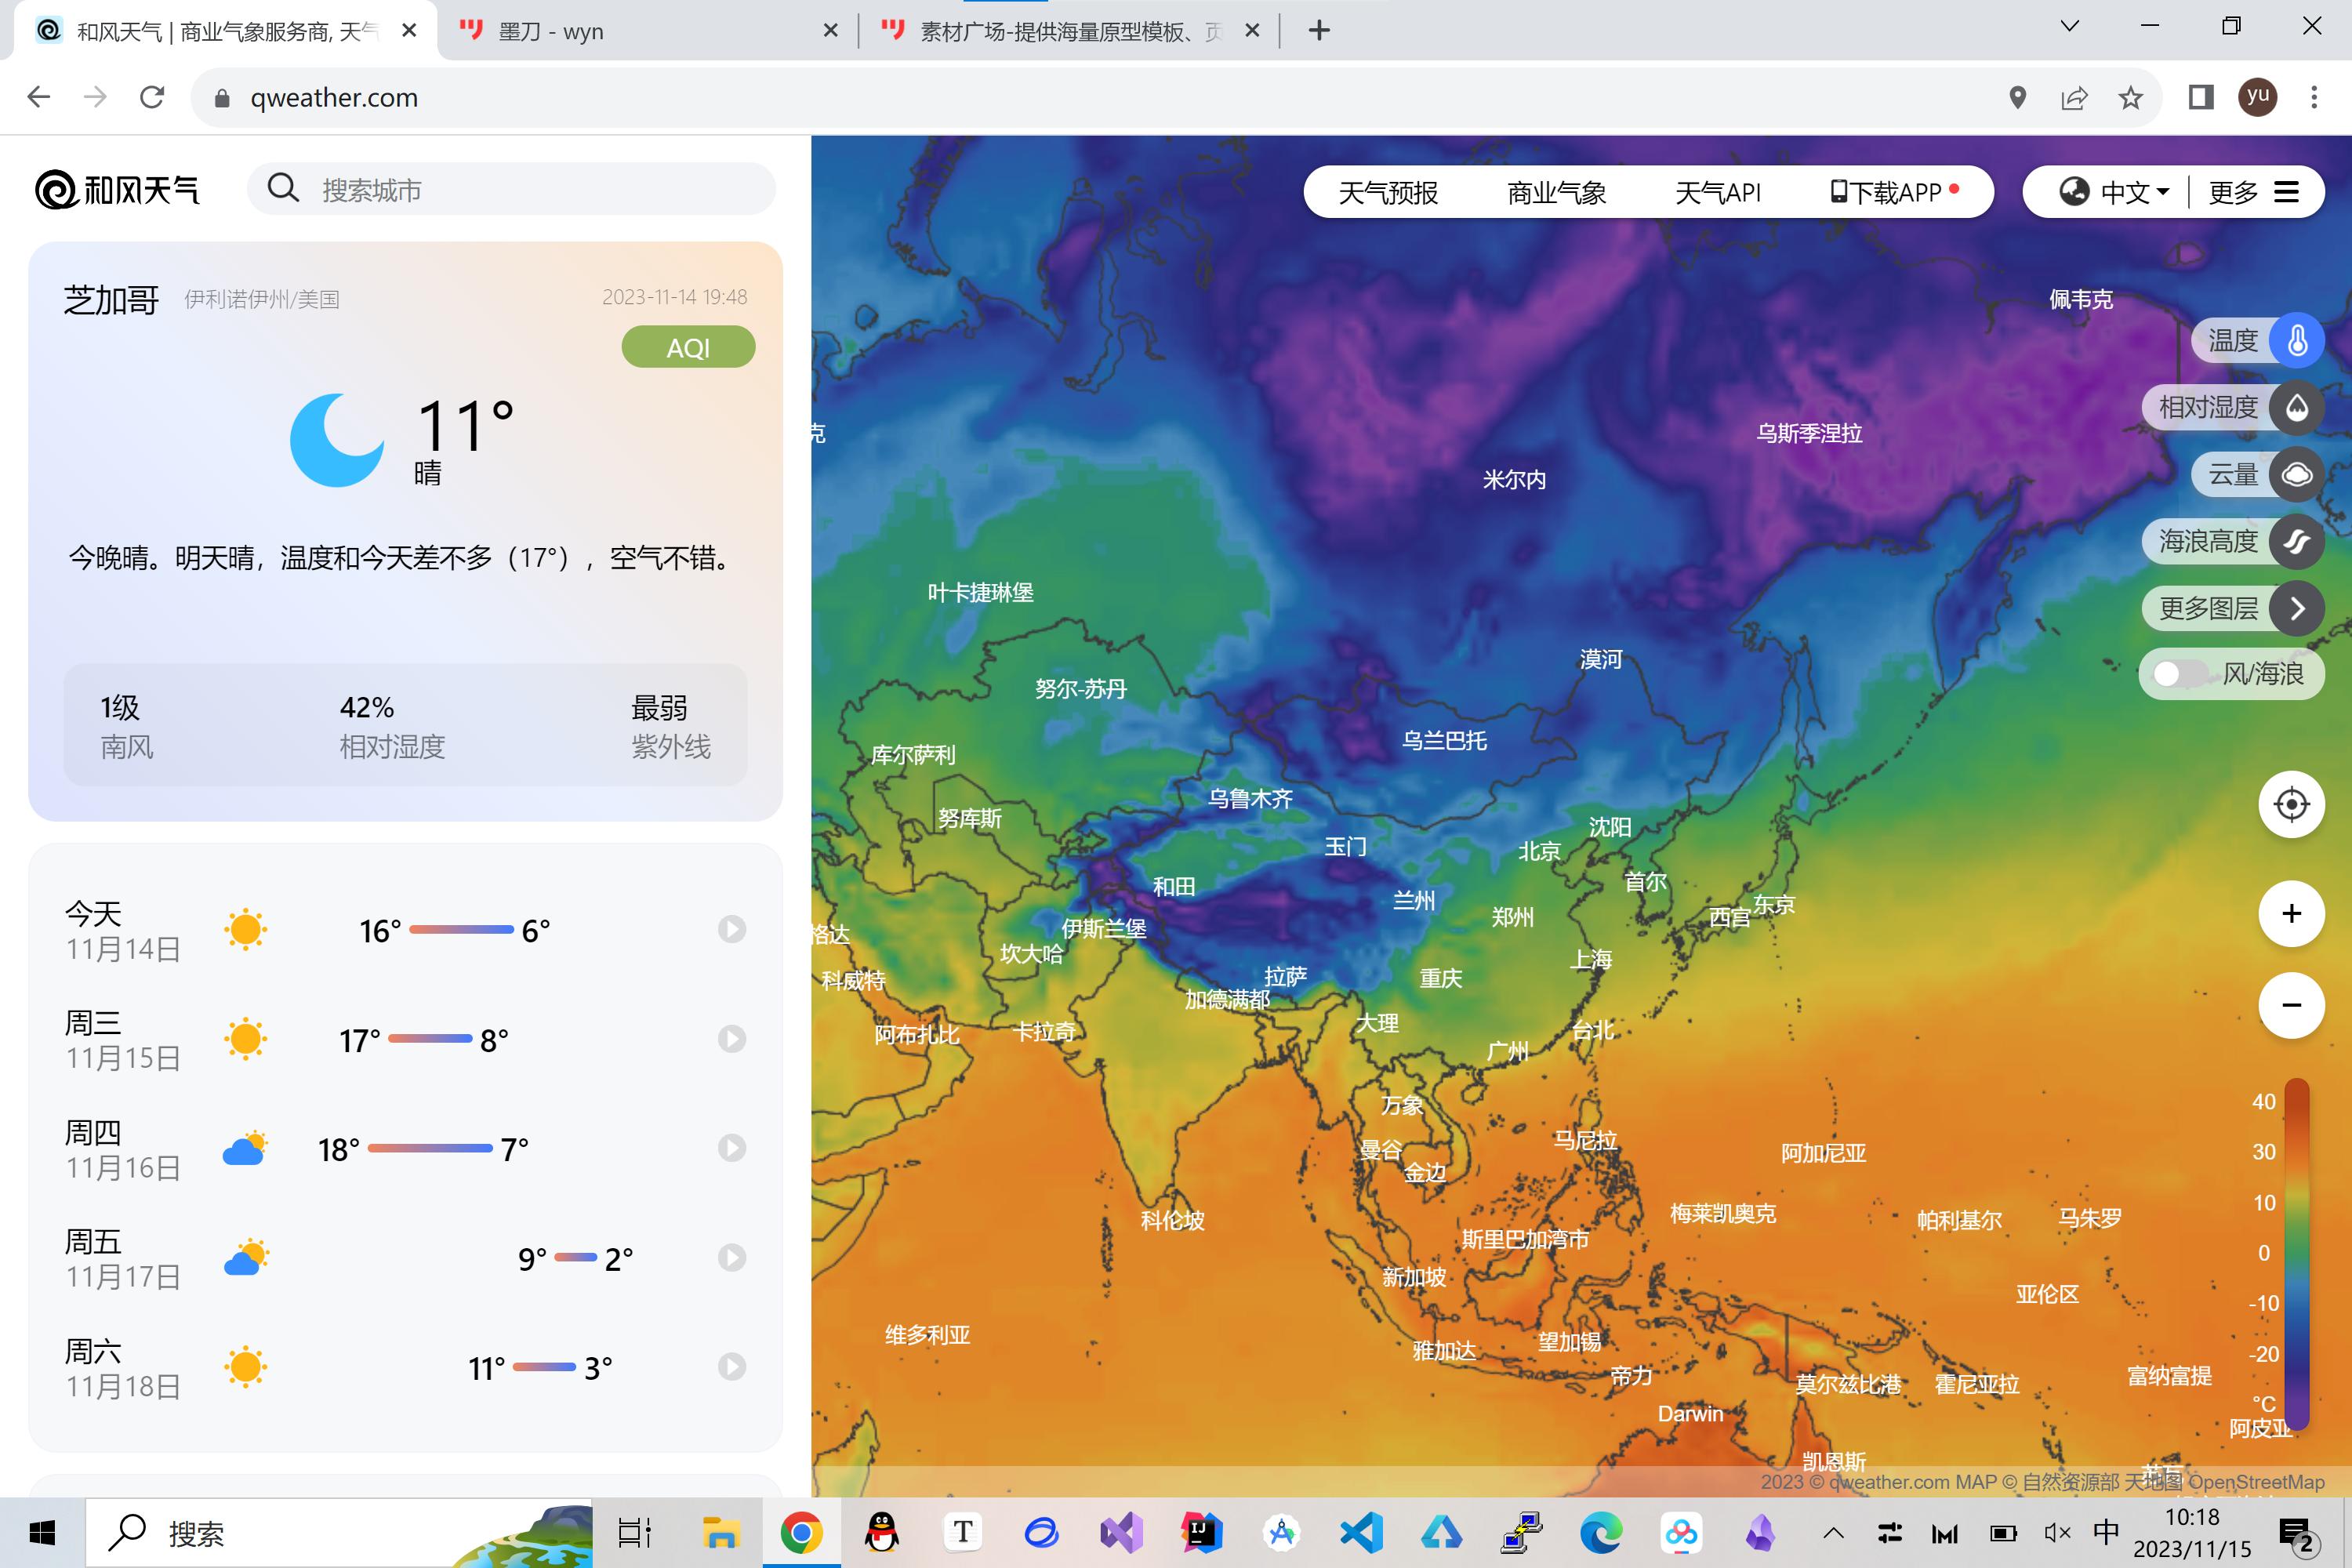 和风天气 | 商业气象服务商, 天气
墨刀 - wyn
素材广场-提供海量原型模板、页
qweather.com
yu
和风天气
搜索城市
天气预报 商业气象 天气API 下载APP
中文 更多
芝加哥 伊利诺伊州/美国 2023-11-14 19:48
AQI
11°
晴
今晚晴。明天晴，温度和今天差不多（17°），空气不错。
1级 42% 最弱
南风 相对湿度 紫外线
今天
11月14日
16° 6°
周三
11月15日
17° 8°
周四
11月16日
18° 7°
周五
11月17日
9° 2°
周六
11月18日
11° 3°
佩韦克
温度
相对湿度
云量
海浪高度
更多图层
风/海浪
克
乌斯季涅拉
米尔内
叶卡捷琳堡
漠河
努尔-苏丹
乌兰巴托
库尔萨利
乌鲁木齐
努库斯
沈阳
玉门
北京
首尔
和田
兰州
东京
郑州
西宫
伊斯兰堡
格达
坎大哈
上海
拉萨
重庆
科威特
加德满都
大理
台北
卡拉奇
阿布扎比
广州
万象
马尼拉
曼谷
阿加尼亚
金边
梅莱凯奥克
帕利基尔
马朱罗
科伦坡
斯里巴加湾市
新加坡
亚伦区
维多利亚
望加锡
雅加达
帝力
富纳富提
莫尔兹比港
霍尼亚拉
Darwin
阿皮亚
凯恩斯
40
30
10
0
-10
-20
°C
2023 © qweather.com MAP © 自然资源部 天地图 OpenStreetMap
搜索
T
IJ
中
10:18
2023/11/15
2